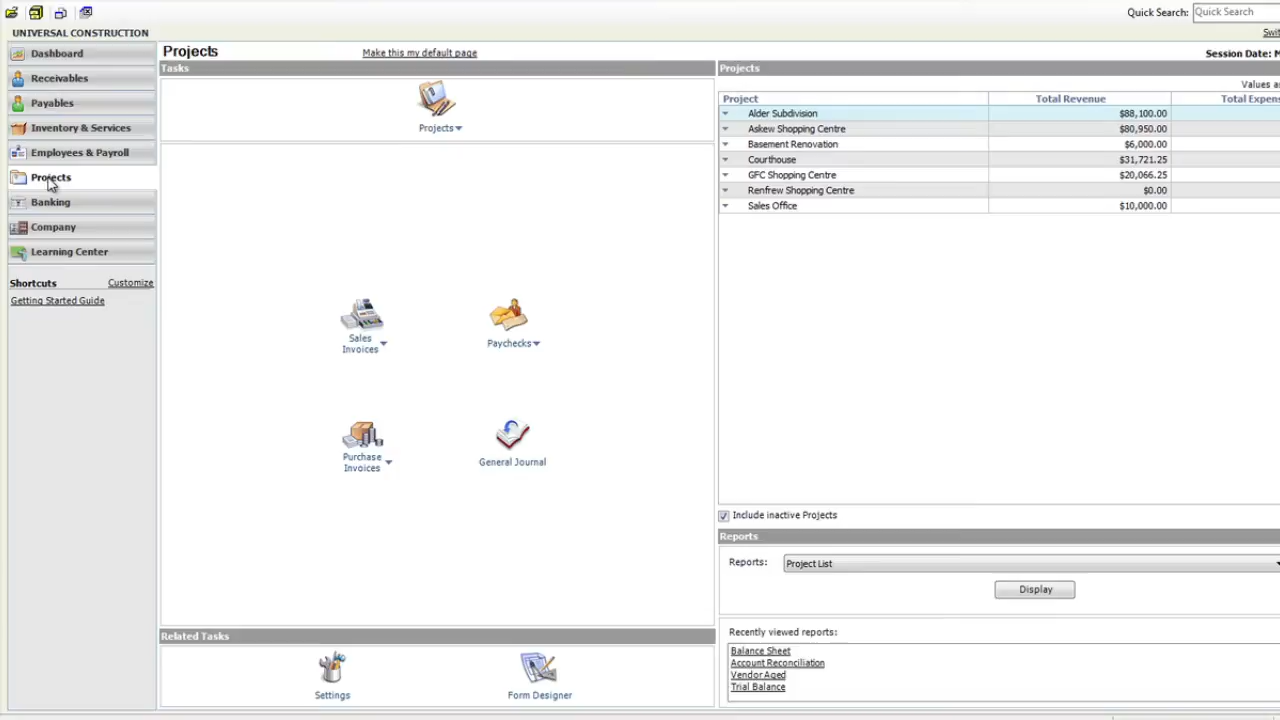 Quick Search: Quick Search
UNIVERSAL CONSTRUCTION
Dashboard
Receivables
Payables
Inventory & Services
Employees & Payroll
Projects
Banking
Company
Learning Center
Shortcuts Customize
Getting Started Guide
Projects Make this my default page
Tasks
Projects
Sales
Invoices
Paychecks
Purchase
Invoices
General Journal
Related Tasks
Settings
Form Designer
Session Date:
Projects
Values
Project Total Revenue Total
Alder Subdivision $88,100.00
Askew Shopping Centre $80,950.00
Basement Renovation $6,000.00
Courthouse $31,721.25
GFC Shopping Centre $20,066.25
Renfrew Shopping Centre $0.00
Sales Office $10,000.00
Include inactive Projects
Reports
Reports: Project List
Display
Recently viewed reports:
Balance Sheet
Account Reconciliation
Vendor Aged
Trial Balance